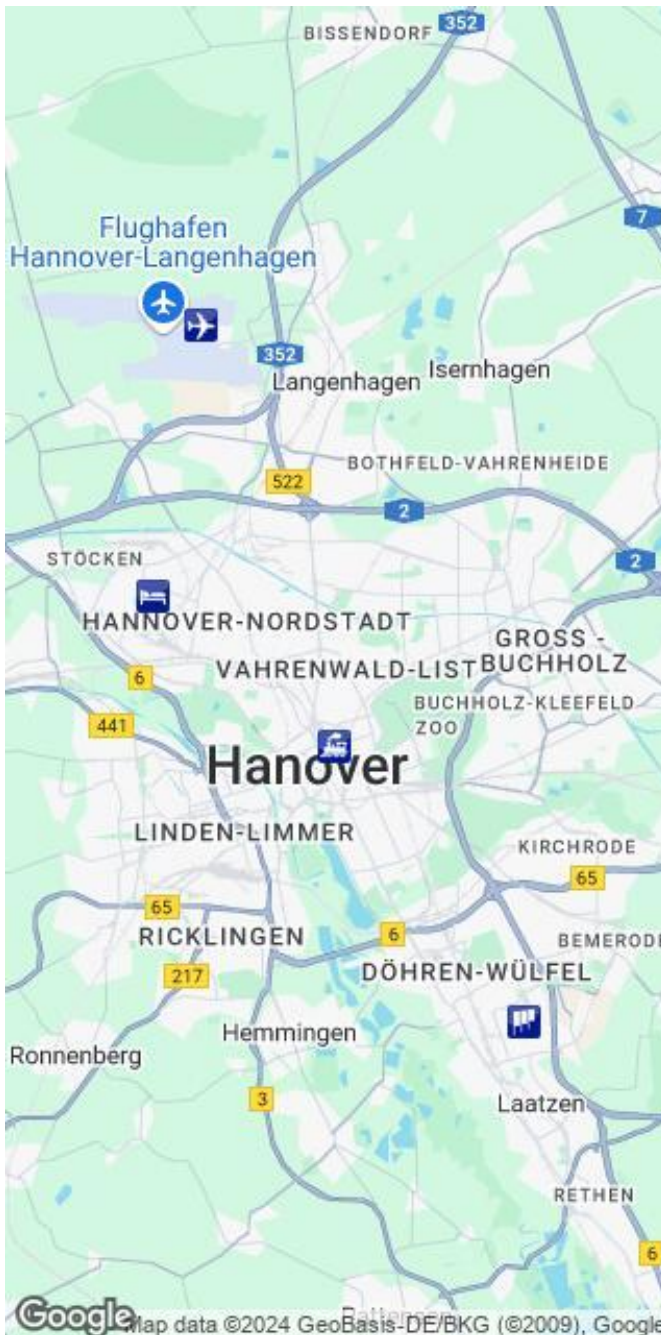 BISSENDORF
352
7
Flughafen
Hannover-Langenhagen
352
Langenhagen
Isernhagen
BOTHFELD-VAHRENHEIDE
522
2
STÖCKEN
2
HANNOVER-NORDSTADT
GROSS -
BUCHHOLZ
VAHRENWALD-LIST
6
BUCHHOLZ-KLEEFELD
ZOO
441
Hanover
LINDEN-LIMMER
KIRCHRODE
65
65
RICKLINGEN
6
BEMERODE
217
DÖHREN-WÜLFEL
Hemmingen
Ronnenberg
3
Laatzen
RETHEN
6
Google
Map data ©2024 GeoBasis-DE/BKG (©2009), Google